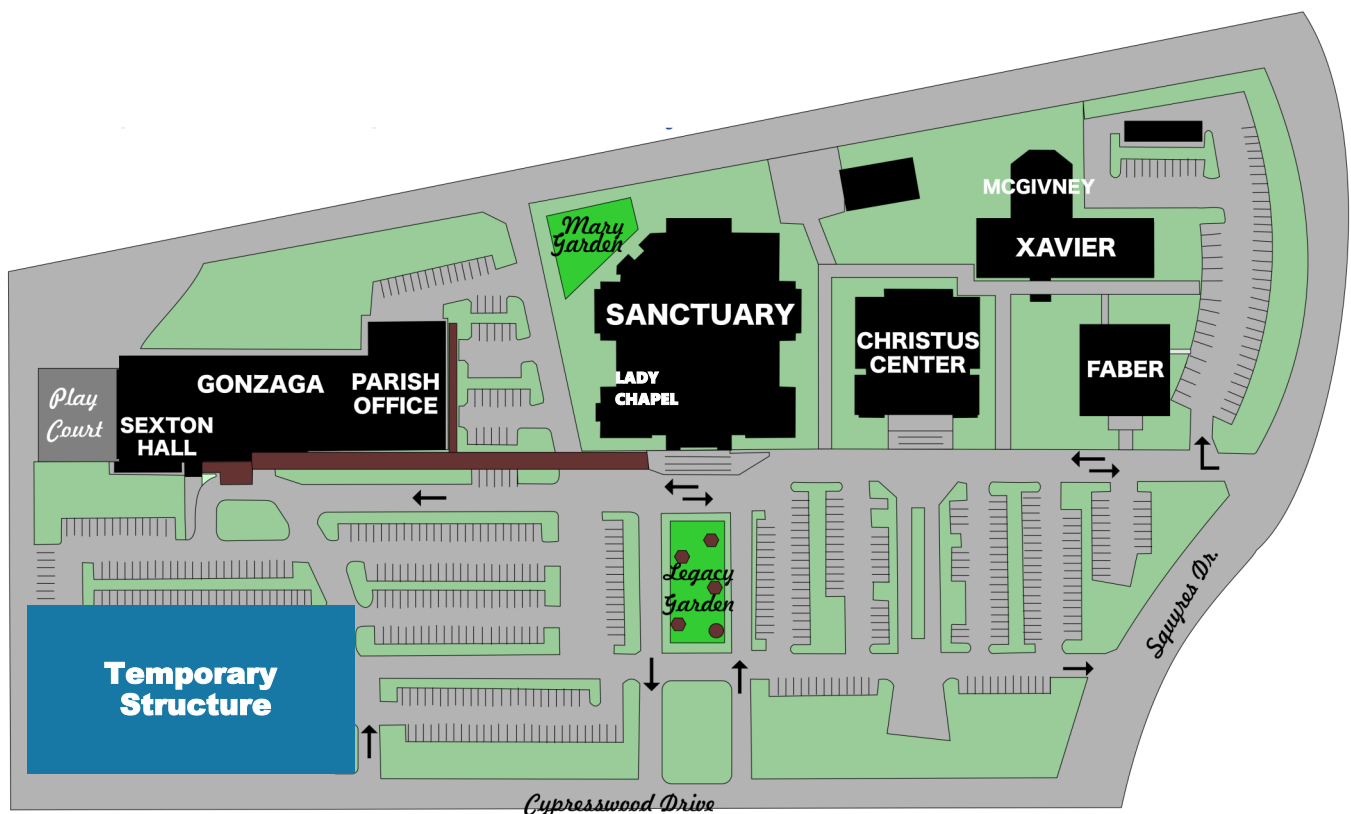 MCGIVNEY
Mary
Garden
XAVIER
SANCTUARY
CHRISTUS
CENTER
FABER
LADY
CHAPEL
GONZAGA
PARISH
OFFICE
Play
Court
SEXTON
HALL
Legacy
Garden
Squyres Dr.
Temporary
Structure
Cypresswood Drive